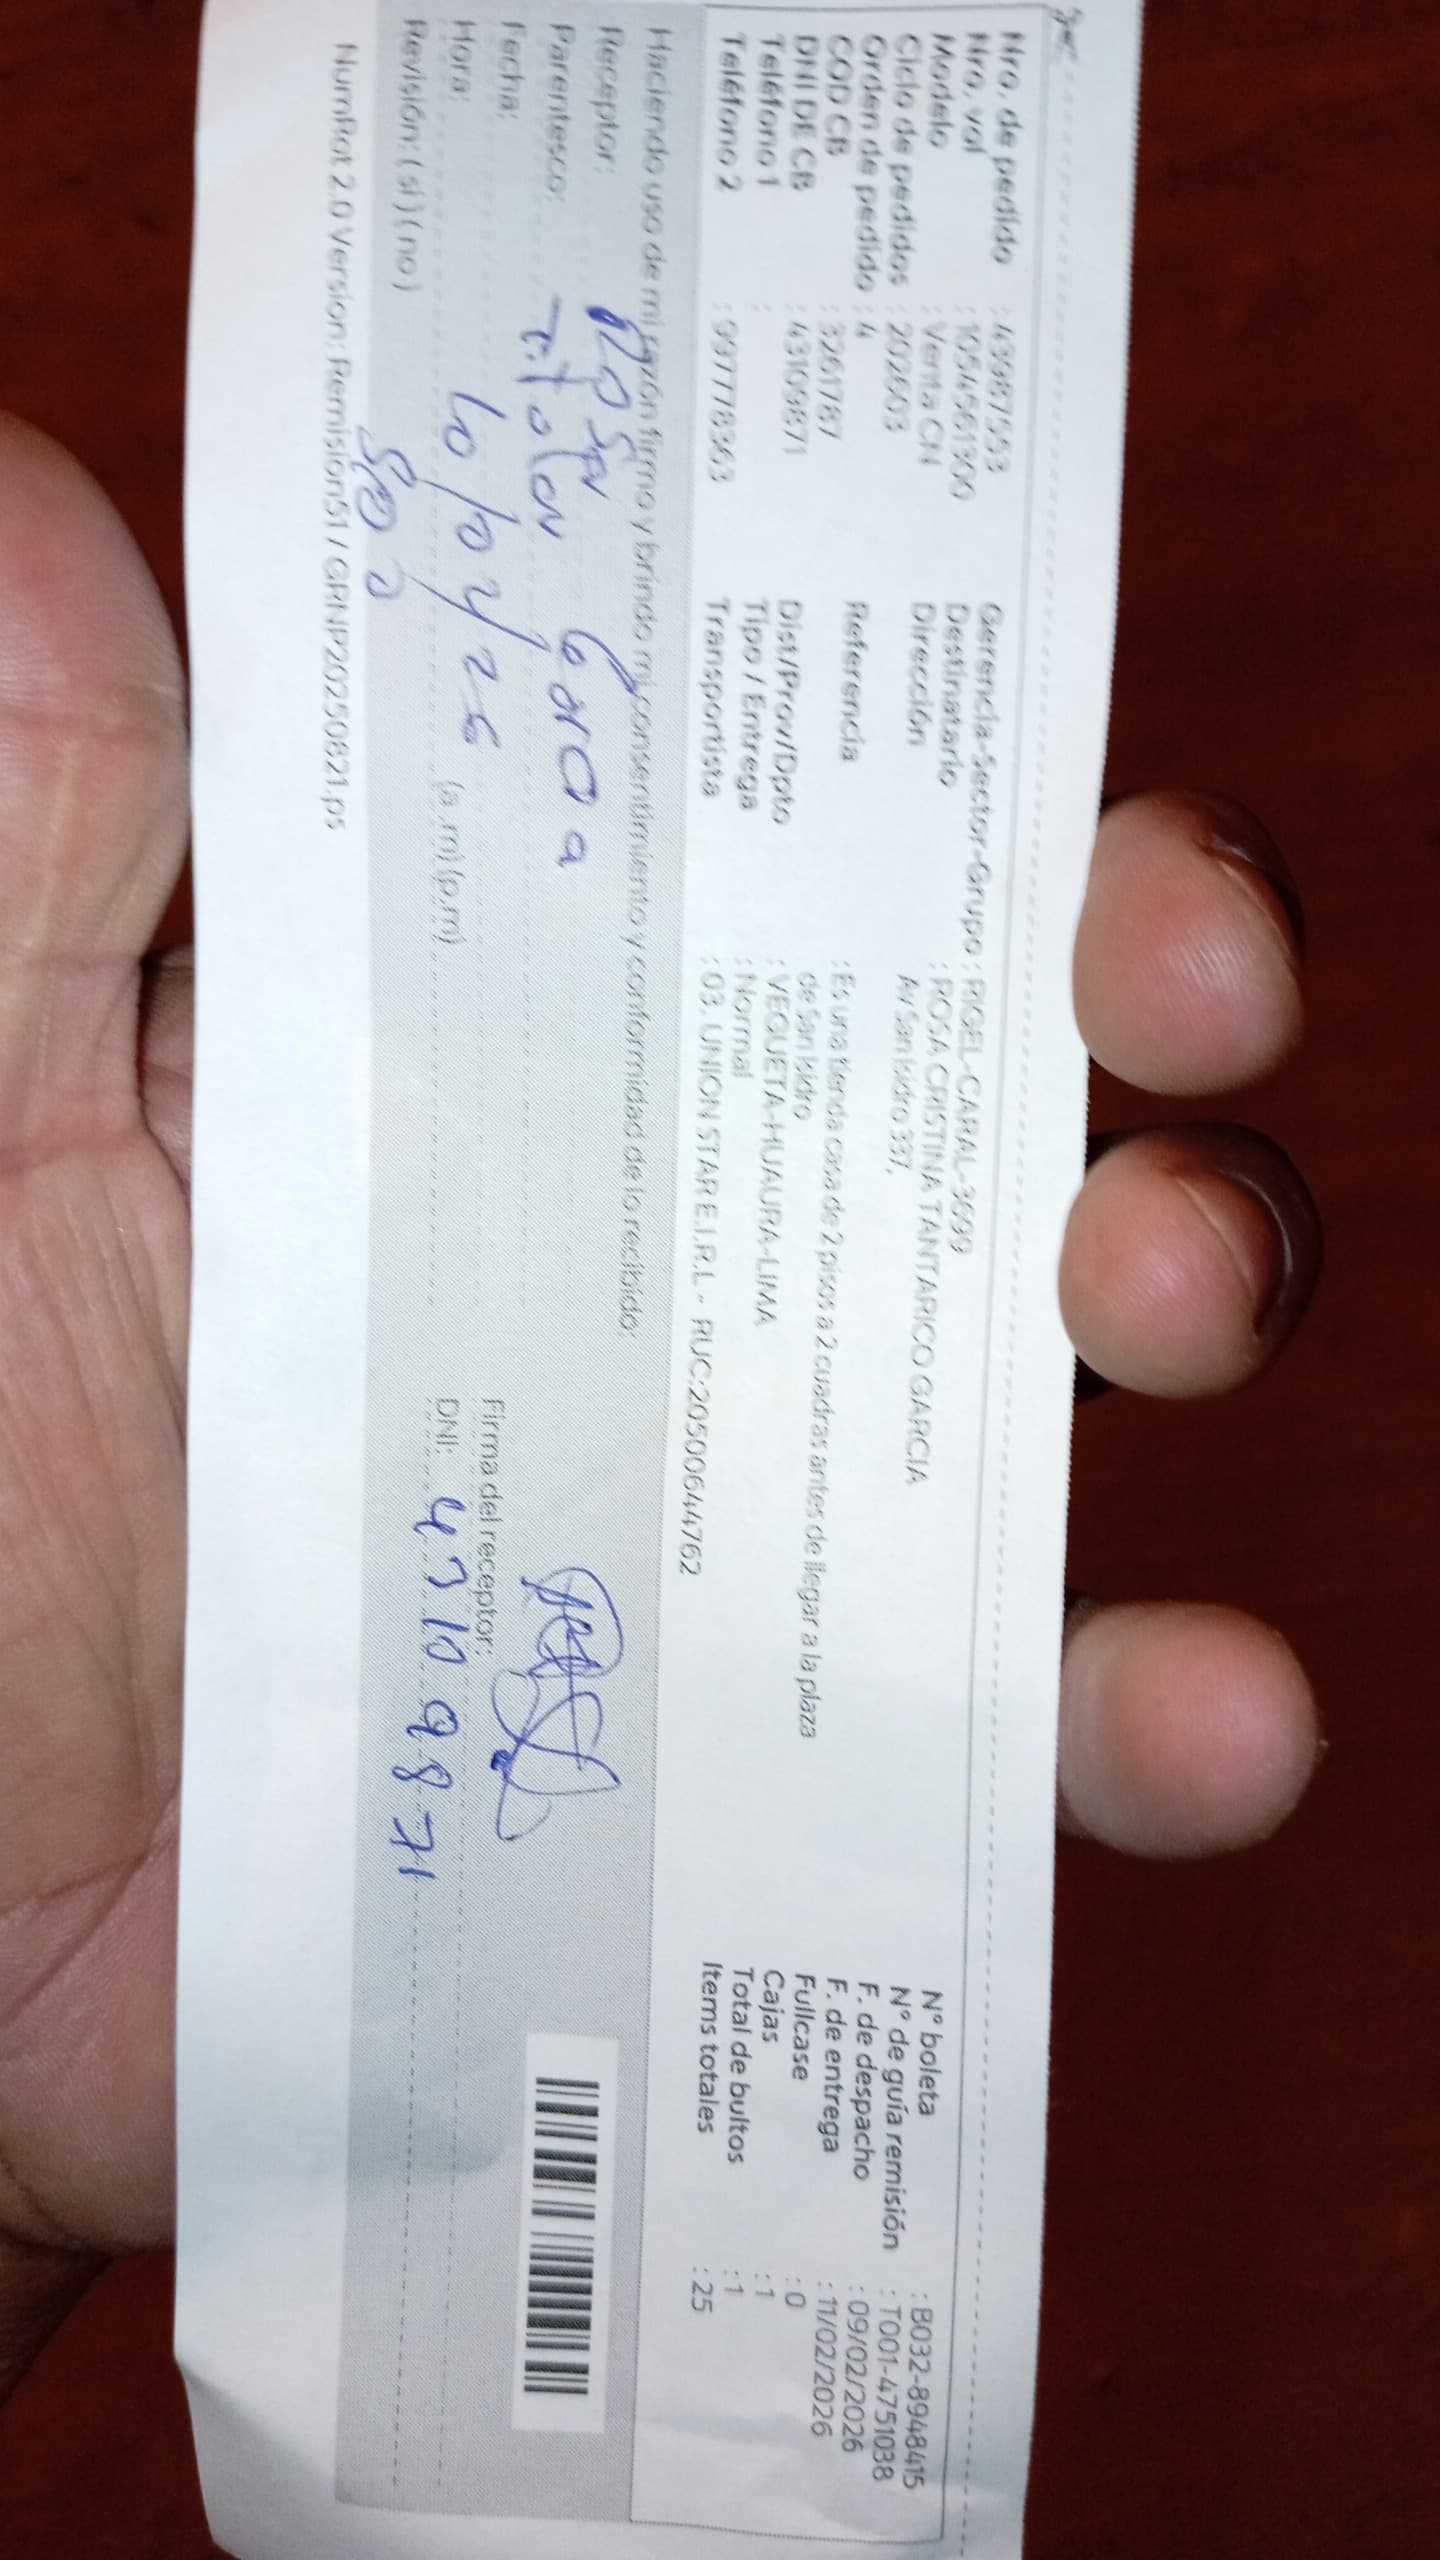 Nro. de pedido : 43987553
Nro. val : 1054561300
Modelo : Venta CN
Ciclo de pedidos : 202603
Orden de pedido : 4
COD CB : 3261787
DNI DE CB : 43109871
Teléfono 1 :
Teléfono 2 : 997778363
Gerencia-Sector-Grupo : RIGEL-CARAL-3699
Destinatario : ROSA CRISTINA TANTARICO GARCIA
Dirección Av San Isidro 337,
Referencia : Es una tienda casa de 2 pisos a 2 cuadras antes de llegar a la plaza
de San Isidro
Dist/Prov/Dpto : VEGUETA-HUAURA-LIMA
Tipo / Entrega : Normal
Transportista : 03. UNION STAR E.I.R.L - RUC:20500644762
N° boleta : B032-8948415
N° de guía remisión : T001-4751038
F. de despacho : 09/02/2026
F. de entrega : 11/02/2026
Fullcase : 0
Cajas : 1
Total de bultos : 1
Items totales : 25
Haciendo uso de mi razón firmo y brindo mi consentimiento y conformidad de lo recibido:
Receptor:
Parentesco:
Fecha:
Hora: (a.m)(p.m)
Revisión: (si)(no)
Firma del receptor:
DNI: 43109871
NumRot 2.0 Version: Remision51 / GRNP20250821.ps